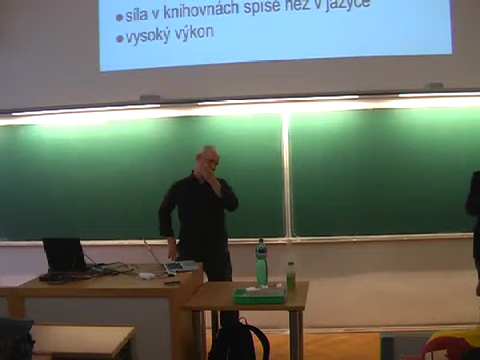 •síla v knihovnách spíše než v jazyce
•vysoký výkon